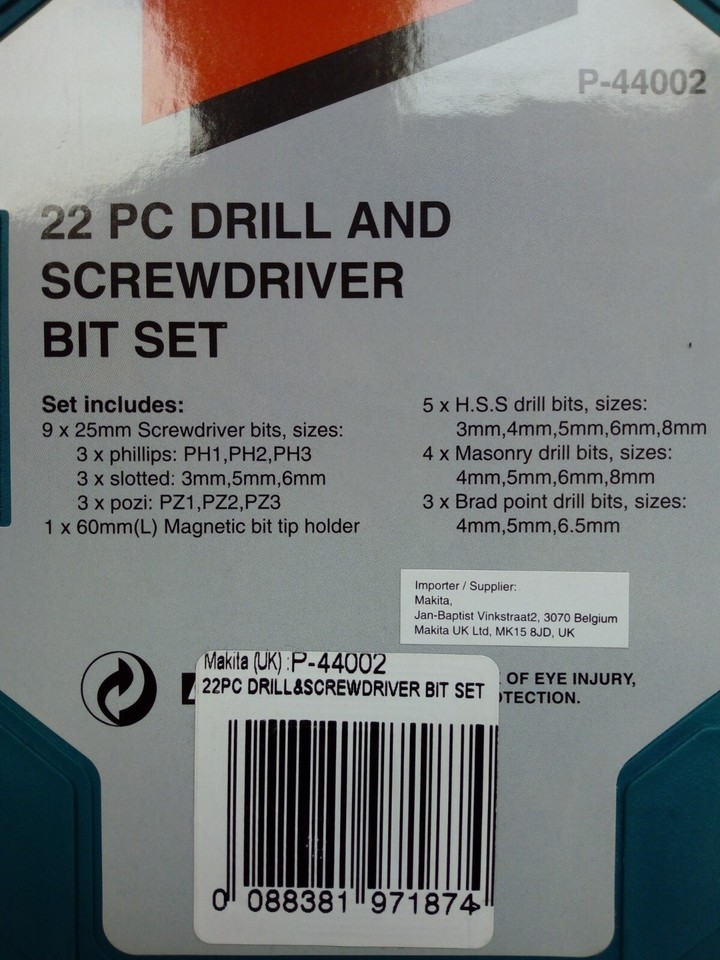 P-44002
22 PC DRILL AND
SCREWDRIVER
BIT SET
Set includes:
9 x 25mm Screwdriver bits, sizes:
3 x phillips: PH1,PH2,PH3
3 x slotted: 3mm,5mm,6mm
3 x pozi: PZ1,PZ2,PZ3
1 x 60mm(L) Magnetic bit tip holder
5 x H.S.S drill bits, sizes:
3mm,4mm,5mm,6mm,8mm
4 x Masonry drill bits, sizes:
4mm,5mm,6mm,8mm
3 x Brad point drill bits, sizes:
4mm,5mm,6.5mm
Importer / Supplier:
Makita,
Jan-Baptist Vinkstraat2, 3070 Belgium
Makita UK Ltd, MK15 8JD, UK
OF EYE INJURY,
Makita (UK) :P-44002
22PC DRILL&SCREWDRIVER BIT SET
0 088381 971874>